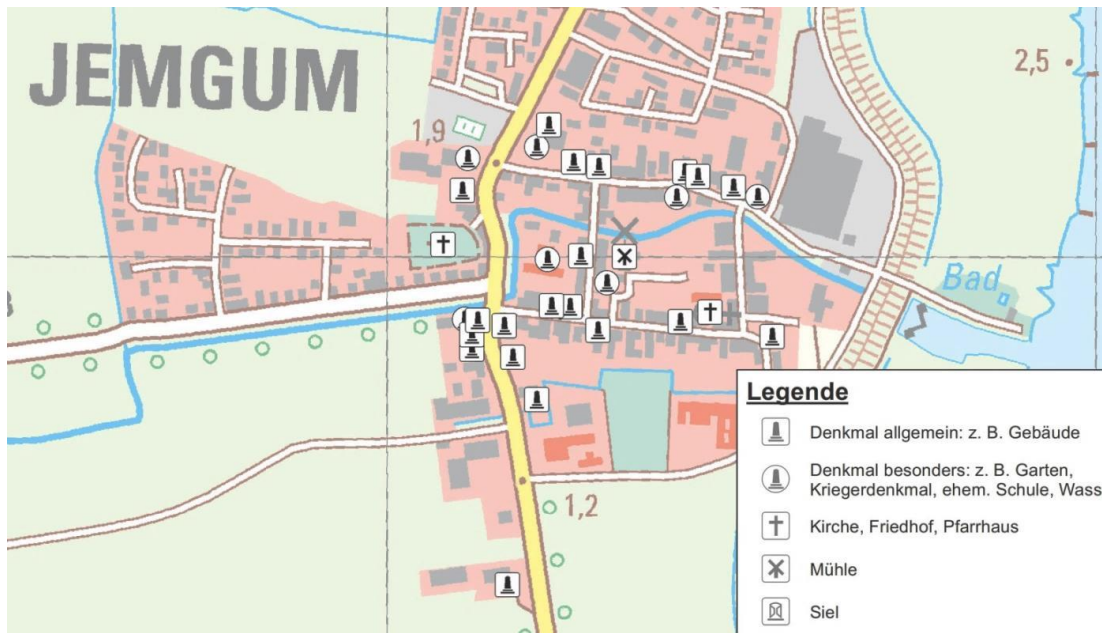 JEMGUM
2,5
1,9
Bad
1,2
Legende
Denkmal allgemein: z. B. Gebäude
Denkmal besonders: z. B. Garten,
Kriegerdenkmal, ehem. Schule, Wass
Kirche, Friedhof, Pfarrhaus
Mühle
Siel